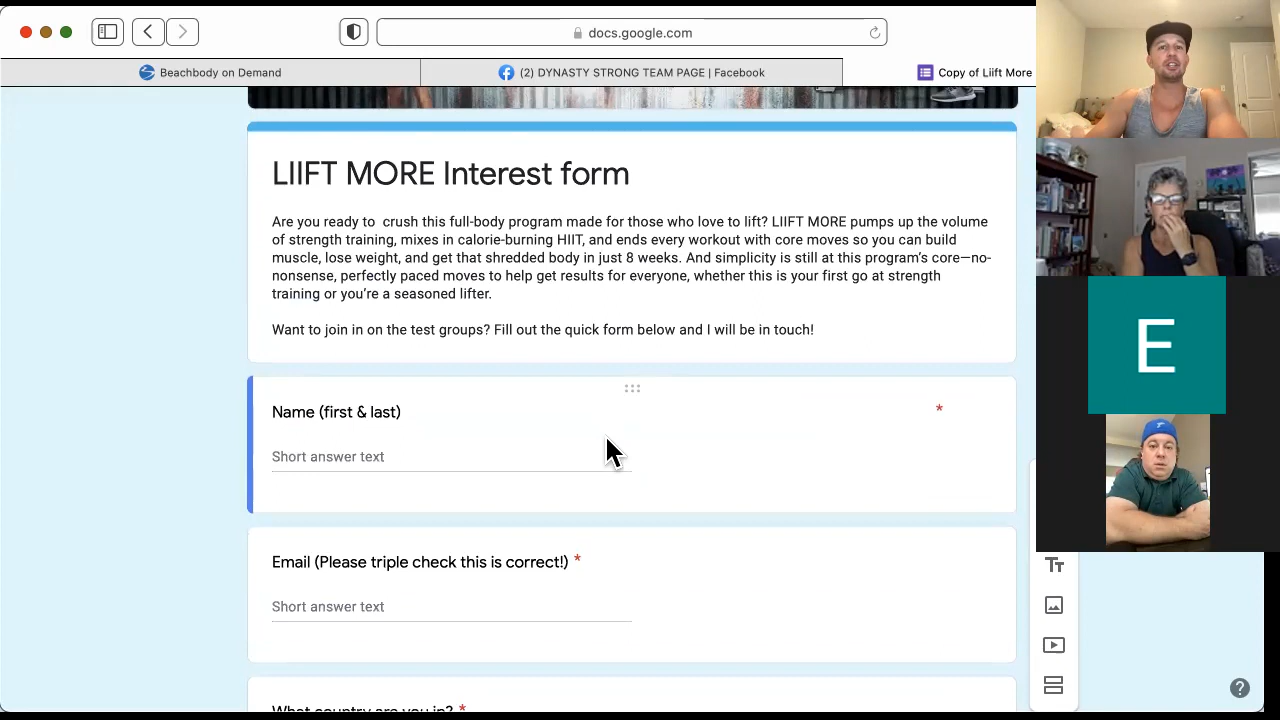 docs.google.com
Beachbody on Demand
(2) DYNASTY STRONG TEAM PAGE | Facebook
Copy of Liift More
LIIFT MORE Interest form
Are you ready to  crush this full-body program made for those who love to lift? LIIFT MORE pumps up the volume
of strength training, mixes in calorie-burning HIIT, and ends every workout with core moves so you can build
muscle, lose weight, and get that shredded body in just 8 weeks. And simplicity is still at this program's core—no-
nonsense, perfectly paced moves to help get results for everyone, whether this is your first go at strength
training or you're a seasoned lifter.
Want to join in on the test groups? Fill out the quick form below and I will be in touch!
Name (first & last) *
Short answer text
Email (Please triple check this is correct!) *
Short answer text
What country are you in? *
E
Tт
?